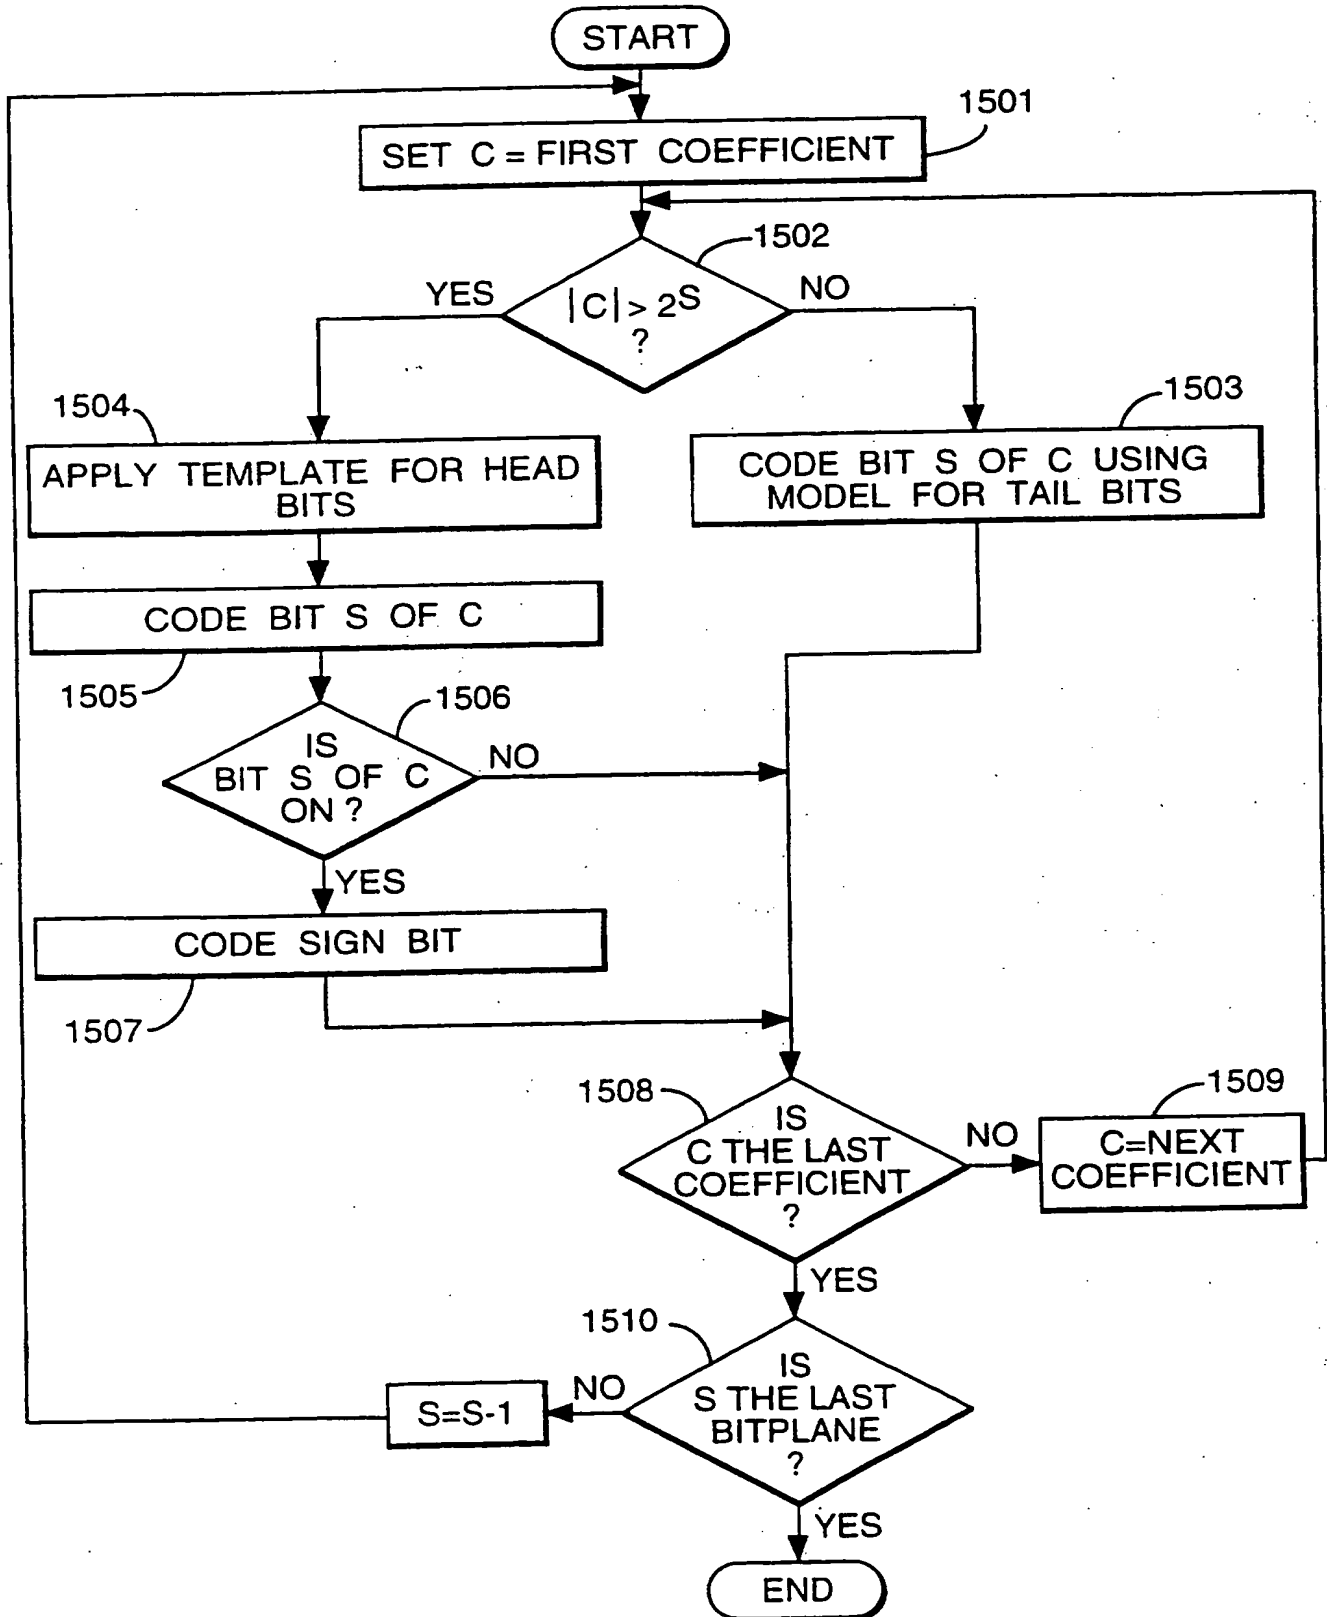 START
1501
SET C = FIRST COEFFICIENT
1502
YES
NO
|C| > 2^S
?
1504
1503
APPLY TEMPLATE FOR HEAD
BITS
CODE BIT S OF C USING
MODEL FOR TAIL BITS
CODE BIT S OF C
1505
1506
IS
BIT S OF C
ON ?
NO
YES
CODE SIGN BIT
1507
1508
IS
C THE LAST
COEFFICIENT
?
NO
1509
C=NEXT
COEFFICIENT
YES
1510
IS
S THE LAST
BITPLANE
?
NO
S=S-1
YES
END